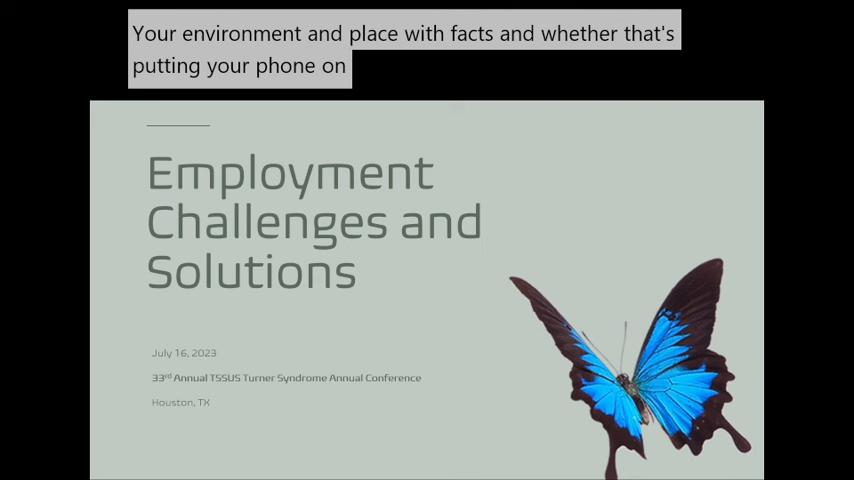 Your environment and place with facts and whether that's
putting your phone on
Employment
Challenges and
Solutions
July 16, 2023
33rd Annual TSSUS Turner Syndrome Annual Conference
Houston, TX